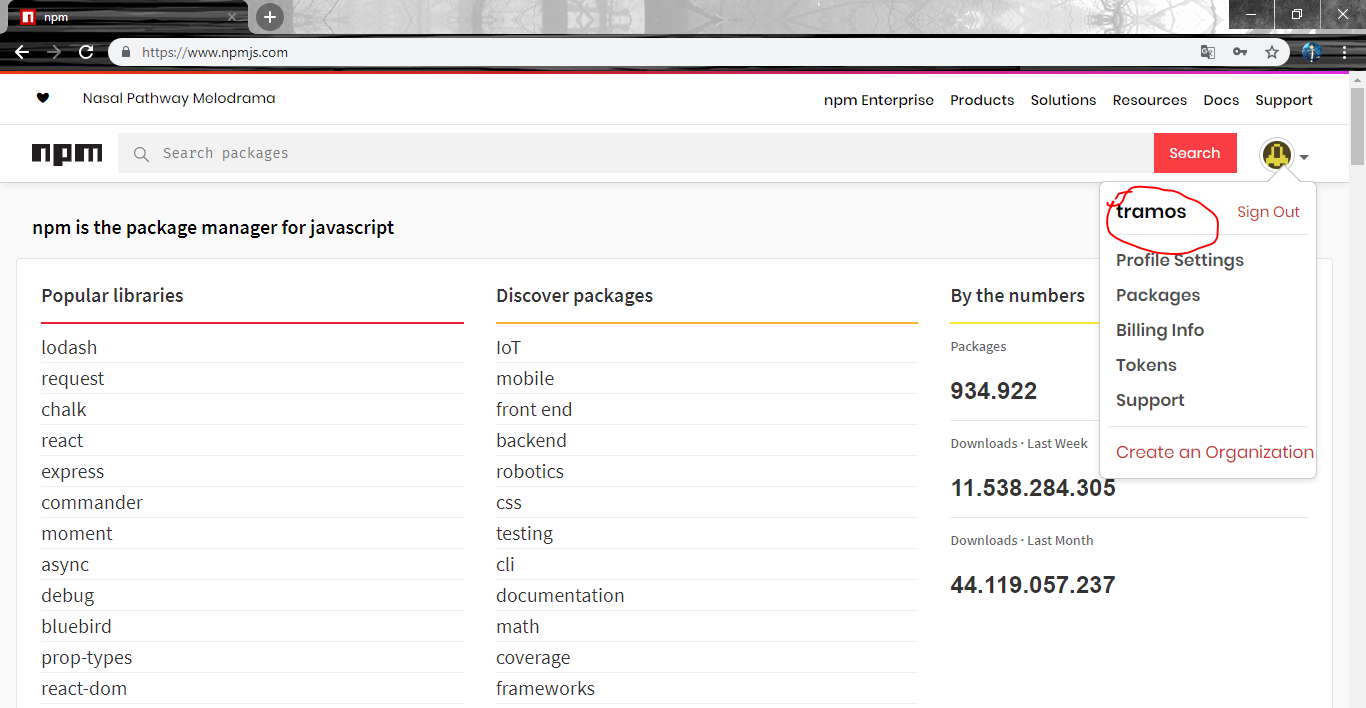 npm
https://www.npmjs.com
Nasal Pathway Melodrama
npm Enterprise Products Solutions Resources Docs Support
npm
Search packages
Search
tramos
Sign Out
Profile Settings
Packages
Billing Info
Tokens
Support
Create an Organization
npm is the package manager for javascript
Popular libraries
lodash
request
chalk
react
express
commander
moment
async
debug
bluebird
prop-types
react-dom
Discover packages
IoT
mobile
front end
backend
robotics
css
testing
cli
documentation
math
coverage
frameworks
By the numbers
Packages
934.922
Downloads · Last Week
11.538.284.305
Downloads · Last Month
44.119.057.237